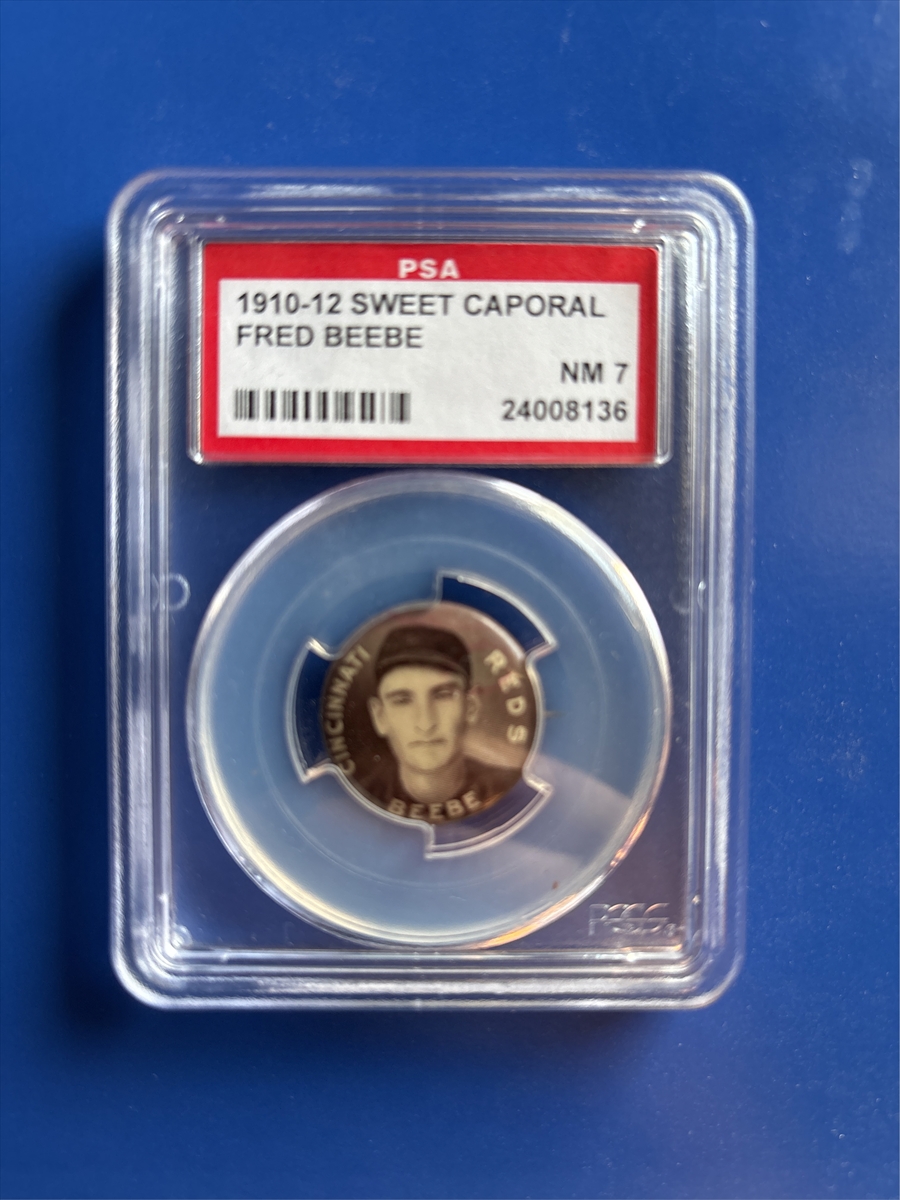 PSA
1910-12 SWEET CAPORAL
FRED BEEBE
NM 7
24008136
CINCINNATI
REDS
BEEBE